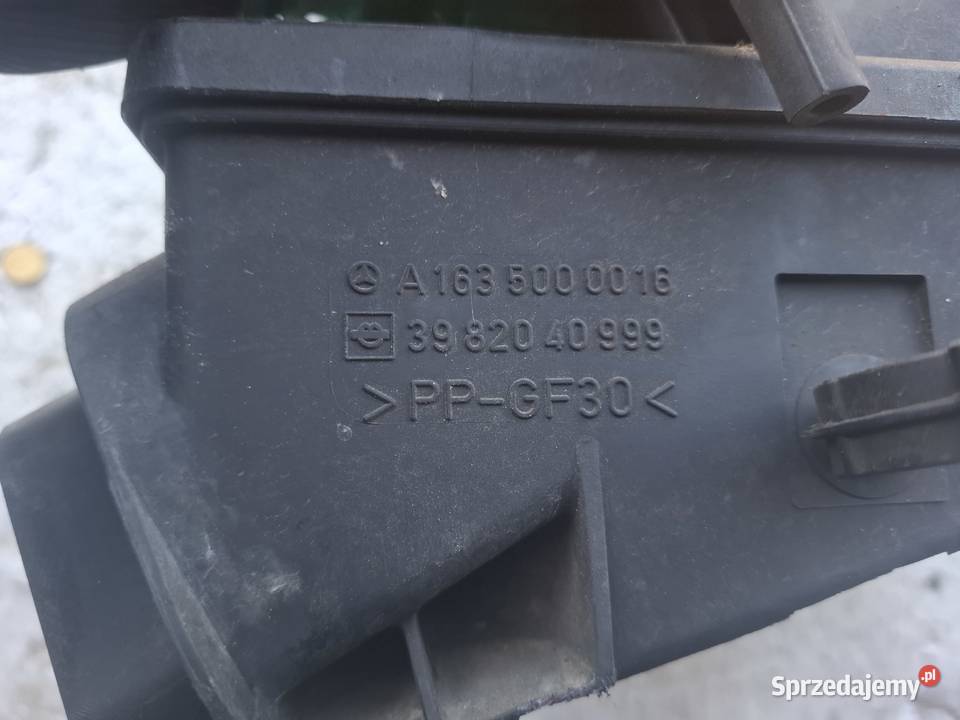 A 163 500 0016
39 820 40 999
>PP-GF30<
Sprzedajemy.pl